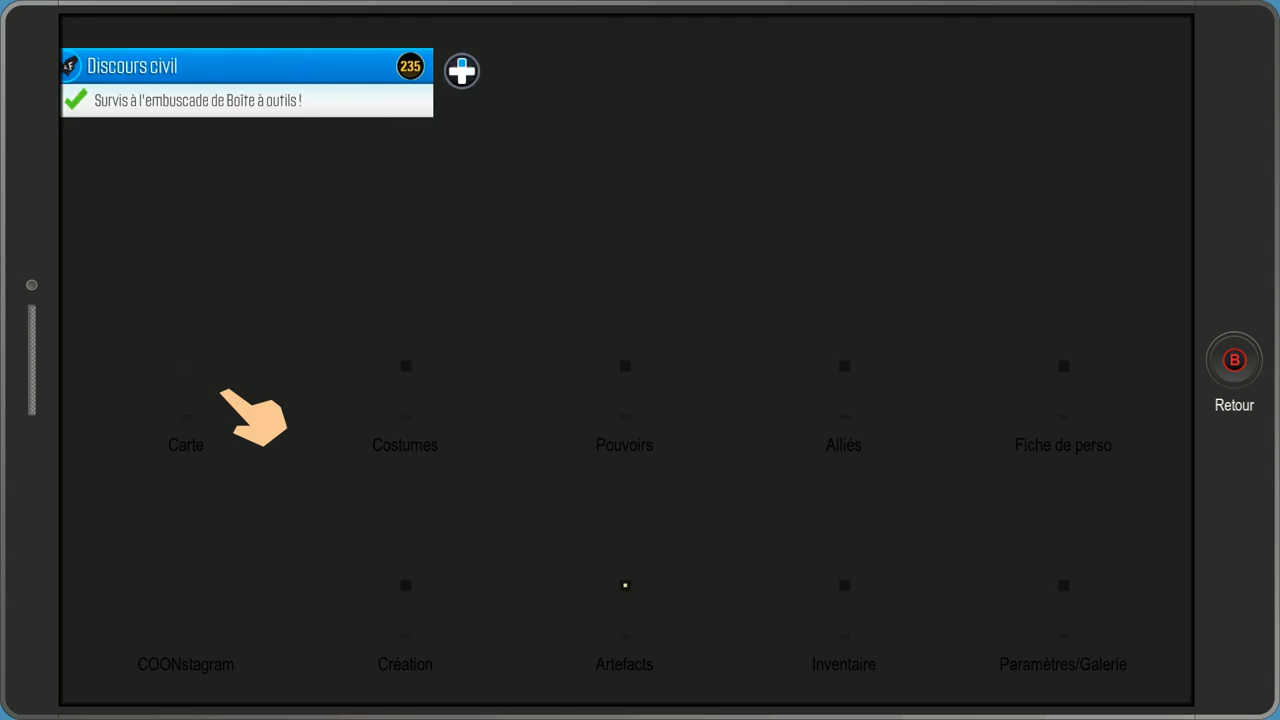 Discours civil
235
Survis à l'embuscade de Boîte à outils !
B
Retour
Carte
Costumes
Pouvoirs
Alliés
Fiche de perso
COONstagram
Création
Artefacts
Inventaire
Paramètres/Galerie